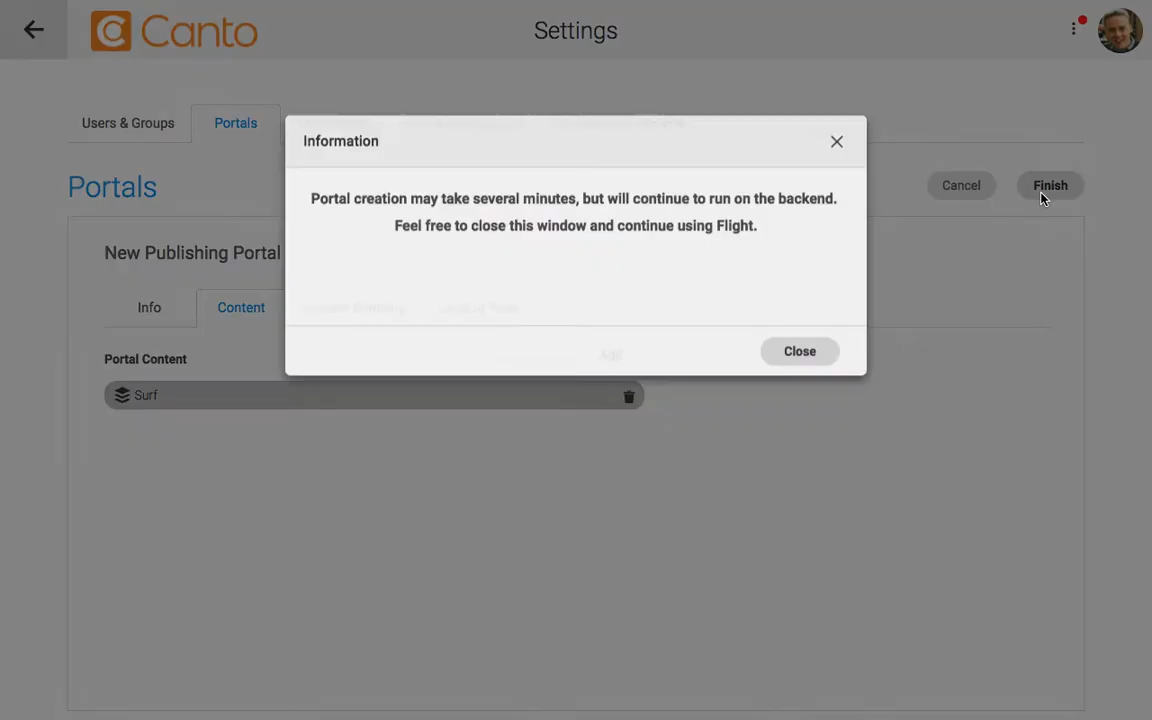 Canto
Settings
Users & Groups
Portals
Information
Portals
Cancel
Finish
Portal creation may take several minutes, but will continue to run on the backend.
Feel free to close this window and continue using Flight.
New Publishing Portal
Info
Content
Portal Content
Add
Close
Surf